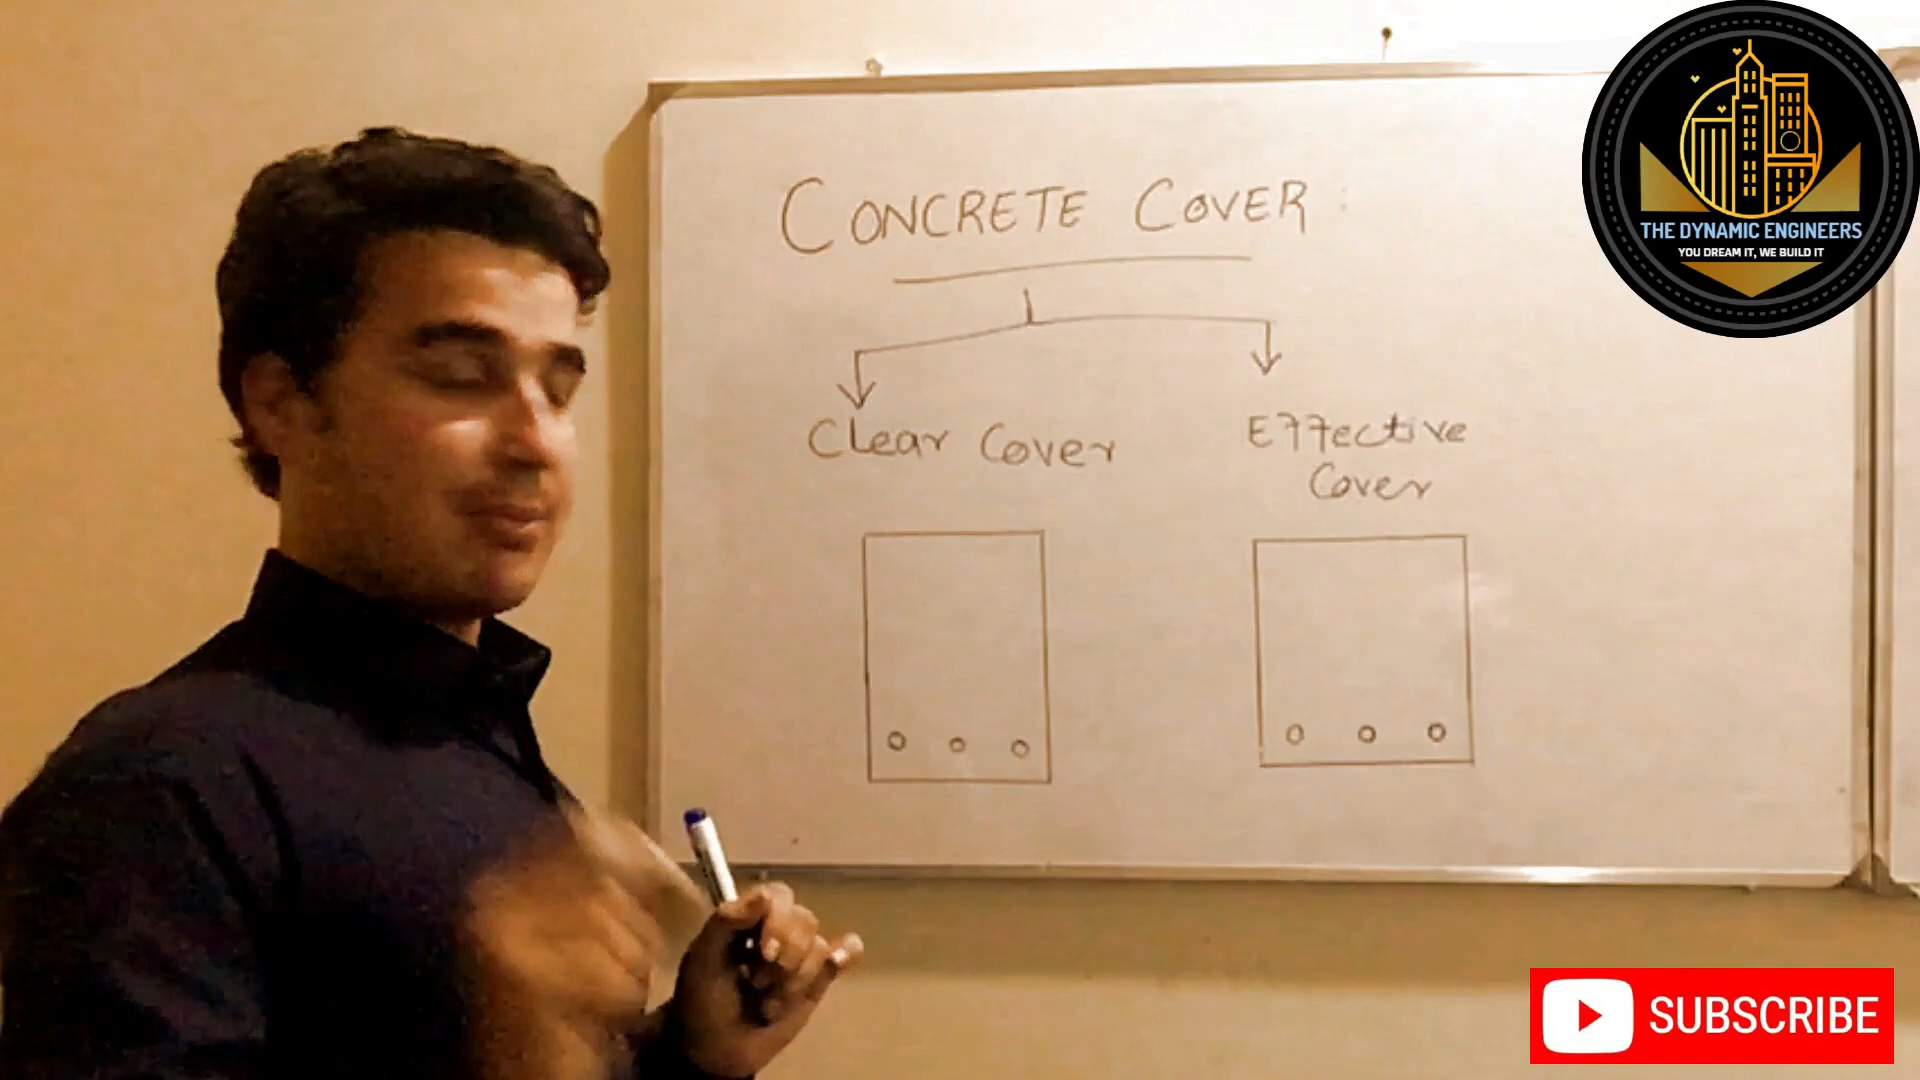 CONCRETE COVER:
Clear Cover
Effective
Cover
THE DYNAMIC ENGINEERS
YOU DREAM IT, WE BUILD IT
SUBSCRIBE